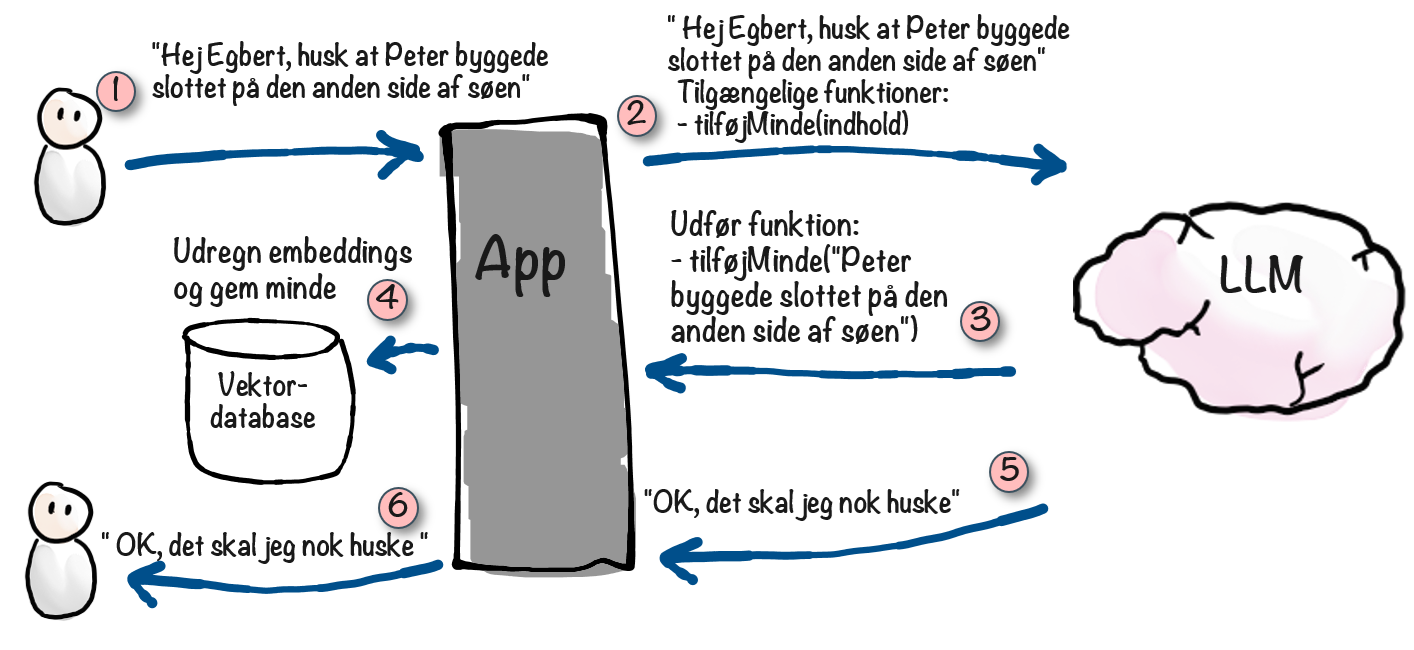 1
"Hej Egbert, husk at Peter byggede
slottet på den anden side af søen"
2
" Hej Egbert, husk at Peter byggede
slottet på den anden side af søen"
Tilgængelige funktioner:
- tilføjMinde(indhold)
App
LLM
Udfør funktion:
- tilføjMinde("Peter
byggede slottet på den
anden side af søen")
3
Udregn embeddings
og gem minde
4
Vektor-
database
5
"OK, det skal jeg nok huske"
6
" OK, det skal jeg nok huske "